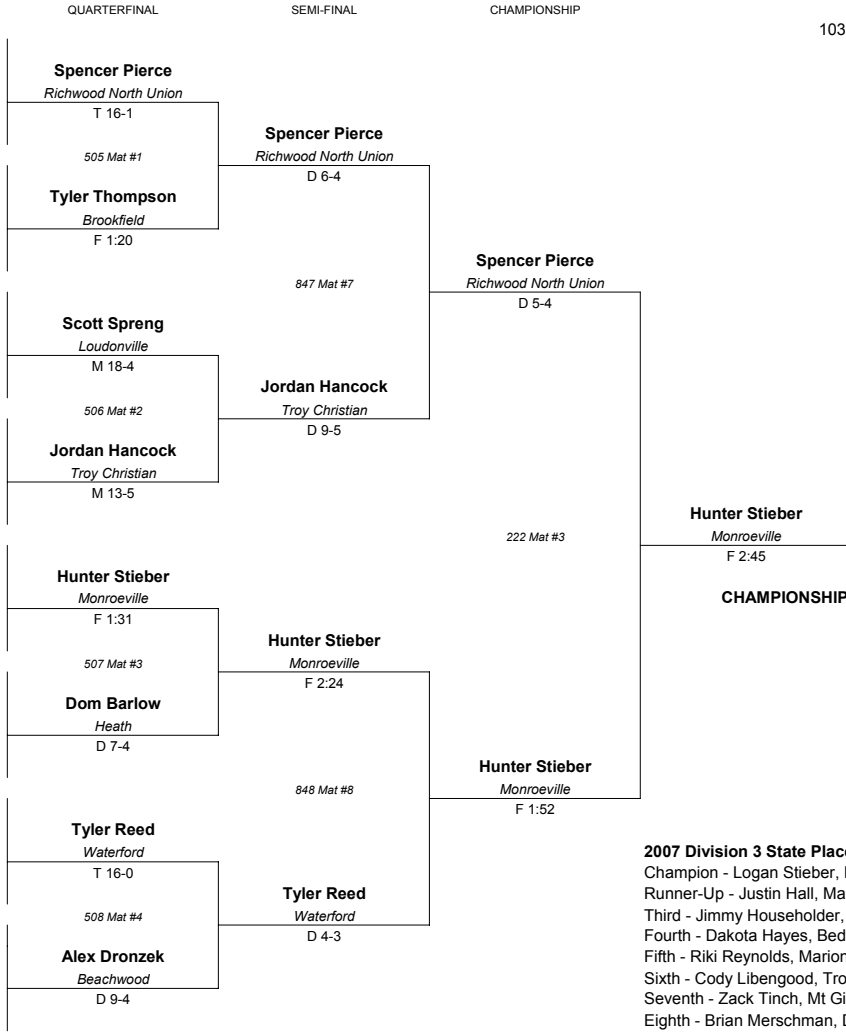 QUARTERFINAL SEMI-FINAL CHAMPIONSHIP
103
Spencer Pierce
Richwood North Union
T 16-1
Spencer Pierce
505 Mat #1
Richwood North Union
D 6-4
Tyler Thompson
Brookfield
F 1:20
Spencer Pierce
847 Mat #7
Richwood North Union
D 5-4
Scott Spreng
Loudonville
M 18-4
Jordan Hancock
506 Mat #2
Troy Christian
D 9-5
Jordan Hancock
Troy Christian
M 13-5
Hunter Stieber
222 Mat #3
Monroeville
F 2:45
Hunter Stieber
Monroeville
CHAMPIONSHIP
F 1:31
Hunter Stieber
507 Mat #3
Monroeville
F 2:24
Dom Barlow
Heath
D 7-4
Hunter Stieber
848 Mat #8
Monroeville
F 1:52
Tyler Reed
Waterford
T 16-0
Tyler Reed
508 Mat #4
Waterford
D 4-3
Alex Dronzek
Beachwood
D 9-4
2007 Division 3 State Place
Champion - Logan Stieber,
Runner-Up - Justin Hall, Ma
Third - Jimmy Householder,
Fourth - Dakota Hayes, Bed
Fifth - Riki Reynolds, Marion
Sixth - Cody Libengood, Tro
Seventh - Zack Tinch, Mt Gi
Eighth - Brian Merschman, D